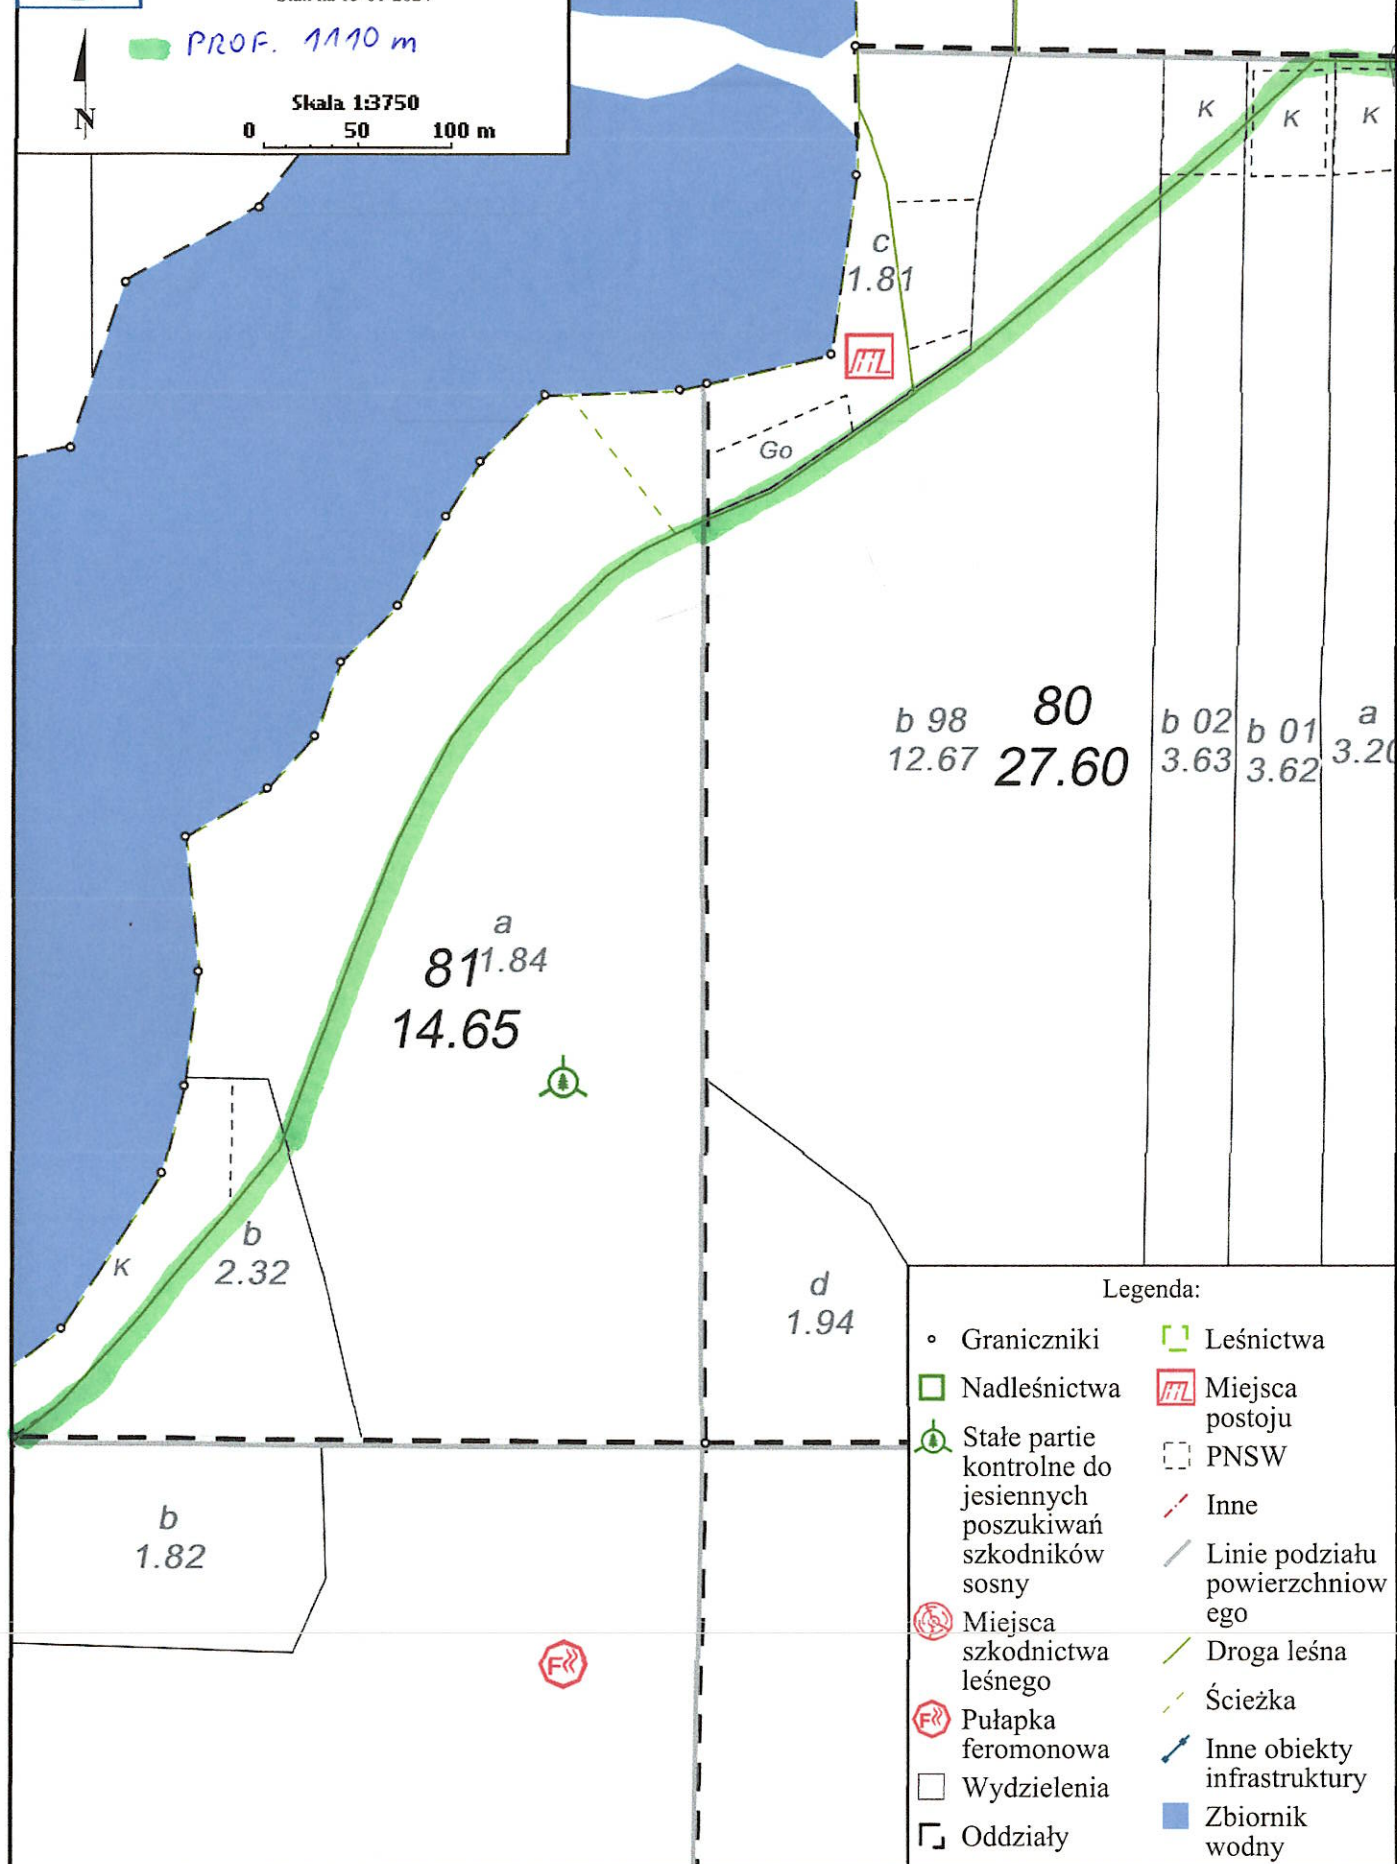 PROF. 1110 m
N
Skala 1:3750
0 50 100 m
K
K
K
c
1.81
Go
80
27.60
b 98
12.67
b 02
3.63
b 01
3.62
a
3.20
a
1.84
81
14.65
b
2.32
K
d
1.94
b
1.82
Legenda:
Graniczniki
Nadleśnictwa
Stałe partie
kontrolne do
jesiennych
poszukiwań
szkodników
sosny
Miejsca
szkodnictwa
leśnego
F
Pułapka
feromonowa
Wydzielenia
Oddziały
Leśnictwa
Miejsca
postoju
PNSW
Inne
Linie podziału
powierzchniow
ego
Droga leśna
Ścieżka
Inne obiekty
infrastruktury
Zbiornik
wodny
F